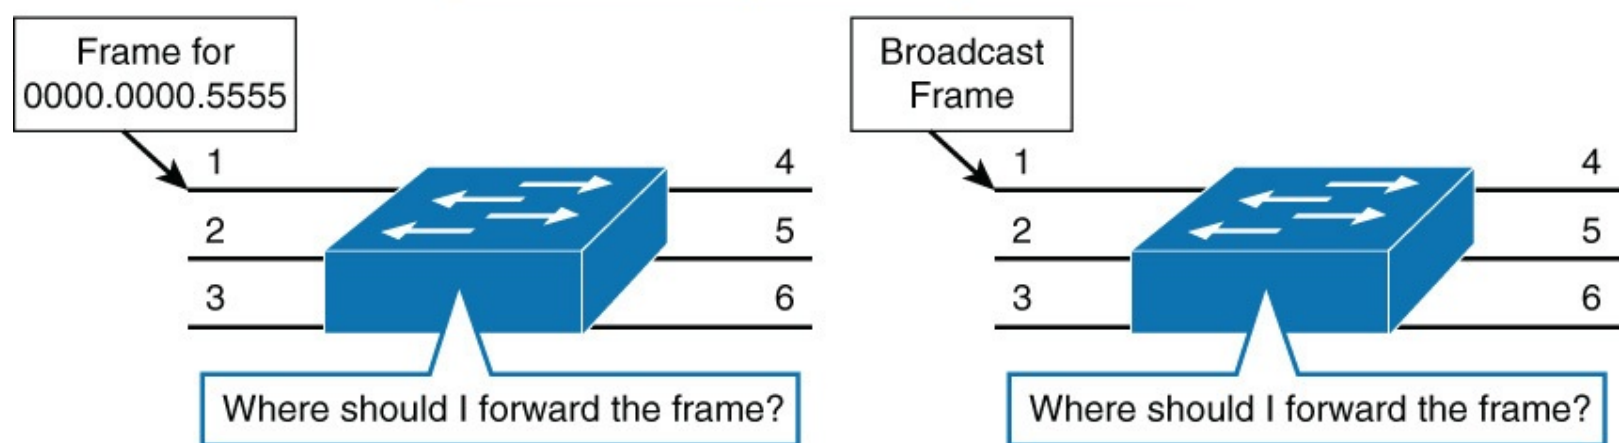 Frame for
0000.0000.5555
1
2
3
4
5
6
Where should I forward the frame?
Broadcast
Frame
1
2
3
4
5
6
Where should I forward the frame?